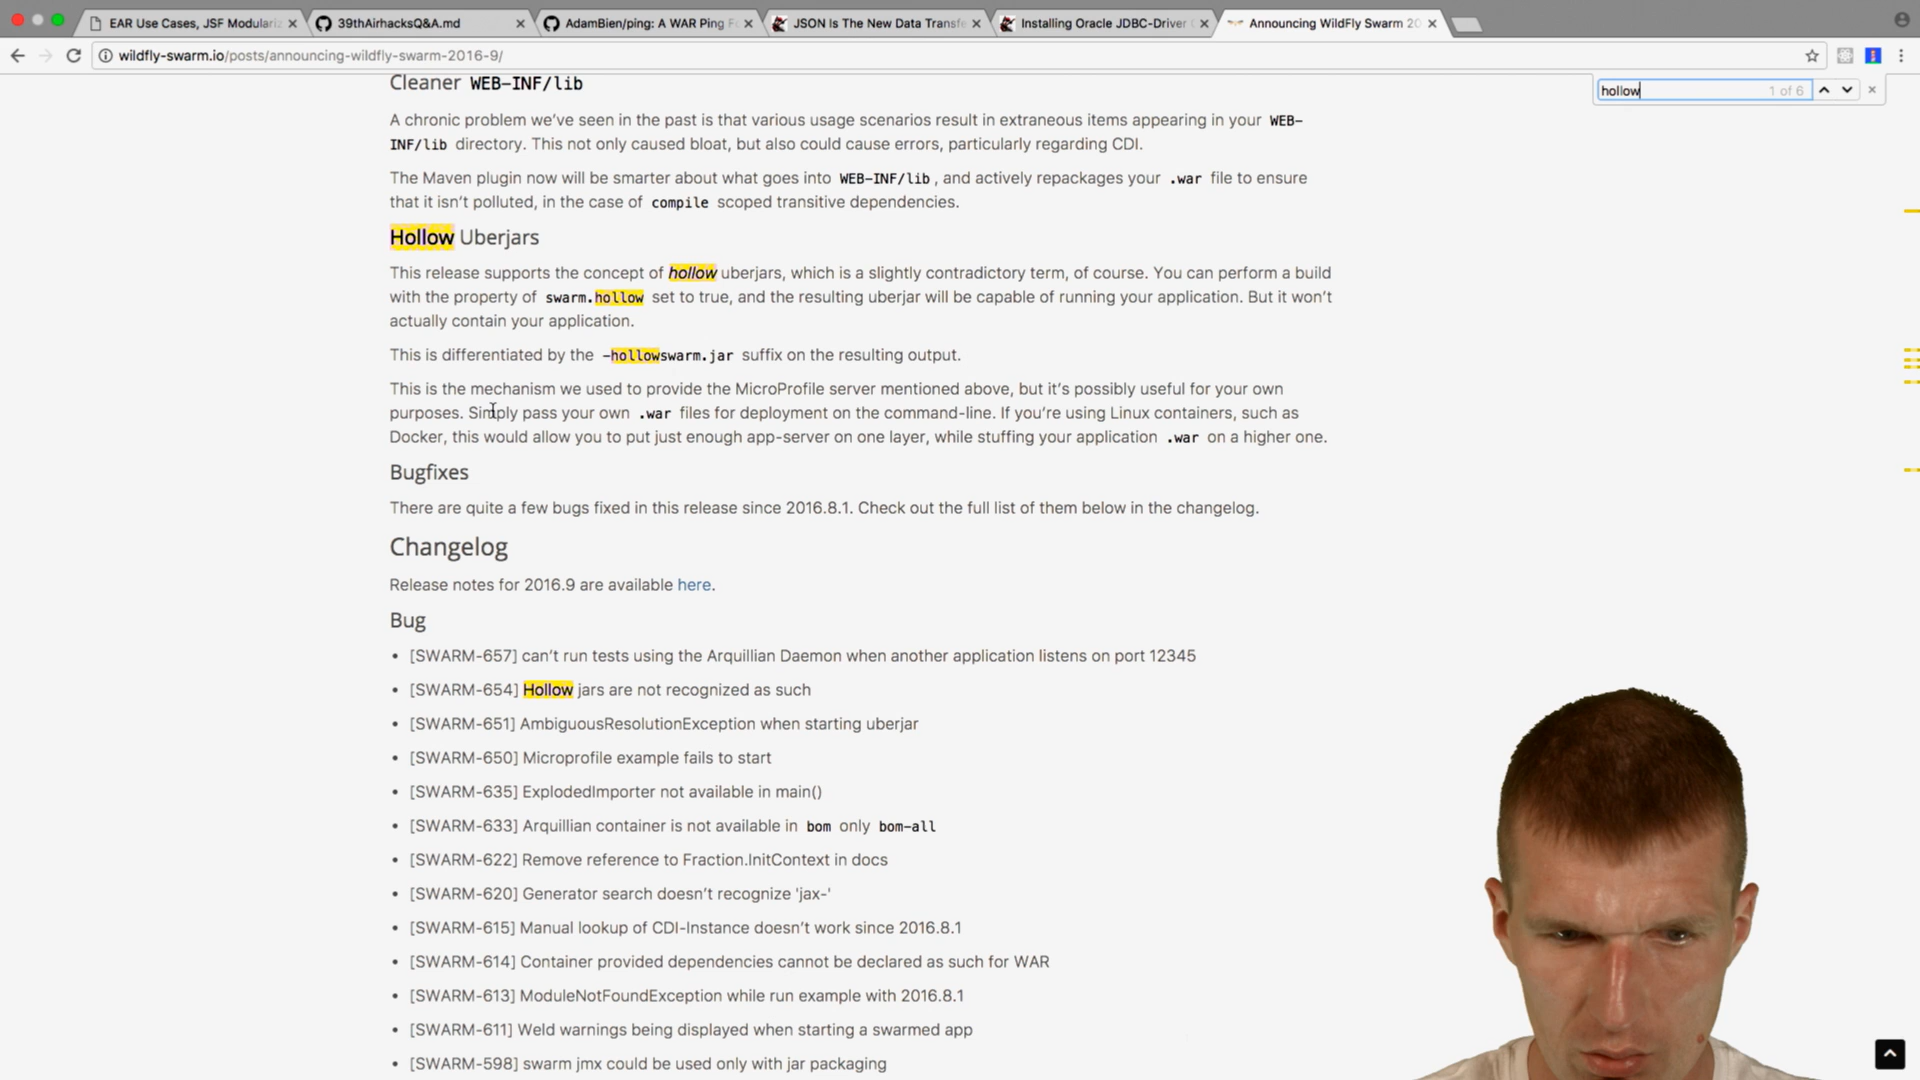 EAR Use Cases, JSF Modulari
39thAirhacksQ&A.md
AdamBien/ping: A WAR Ping F
JSON Is The New Data Transfe
Installing Oracle JDBC-Driver
Announcing WildFly Swarm 20
wildfly-swarm.io/posts/announcing-wildfly-swarm-2016-9/
hollow 1 of 6
Cleaner WEB-INF/lib
A chronic problem we've seen in the past is that various usage scenarios result in extraneous items appearing in your WEB-
INF/lib directory. This not only caused bloat, but also could cause errors, particularly regarding CDI.
The Maven plugin now will be smarter about what goes into WEB-INF/lib, and actively repackages your .war file to ensure
that it isn't polluted, in the case of compile scoped transitive dependencies.
Hollow Uberjars
This release supports the concept of hollow uberjars, which is a slightly contradictory term, of course. You can perform a build
with the property of swarm.hollow set to true, and the resulting uberjar will be capable of running your application. But it won't
actually contain your application.
This is differentiated by the -hollowswarm.jar suffix on the resulting output.
This is the mechanism we used to provide the MicroProfile server mentioned above, but it's possibly useful for your own
purposes. Simply pass your own .war files for deployment on the command-line. If you're using Linux containers, such as
Docker, this would allow you to put just enough app-server on one layer, while stuffing your application .war on a higher one.
Bugfixes
There are quite a few bugs fixed in this release since 2016.8.1. Check out the full list of them below in the changelog.
Changelog
Release notes for 2016.9 are available here.
Bug
• [SWARM-657] can't run tests using the Arquillian Daemon when another application listens on port 12345
• [SWARM-654] Hollow jars are not recognized as such
• [SWARM-651] AmbiguousResolutionException when starting uberjar
• [SWARM-650] Microprofile example fails to start
• [SWARM-635] ExplodedImporter not available in main()
• [SWARM-633] Arquillian container is not available in bom only bom-all
• [SWARM-622] Remove reference to Fraction.InitContext in docs
• [SWARM-620] Generator search doesn't recognize 'jax-'
• [SWARM-615] Manual lookup of CDI-Instance doesn't work since 2016.8.1
• [SWARM-614] Container provided dependencies cannot be declared as such for WAR
• [SWARM-613] ModuleNotFoundException while run example with 2016.8.1
• [SWARM-611] Weld warnings being displayed when starting a swarmed app
• [SWARM-598] swarm jmx could be used only with jar packaging